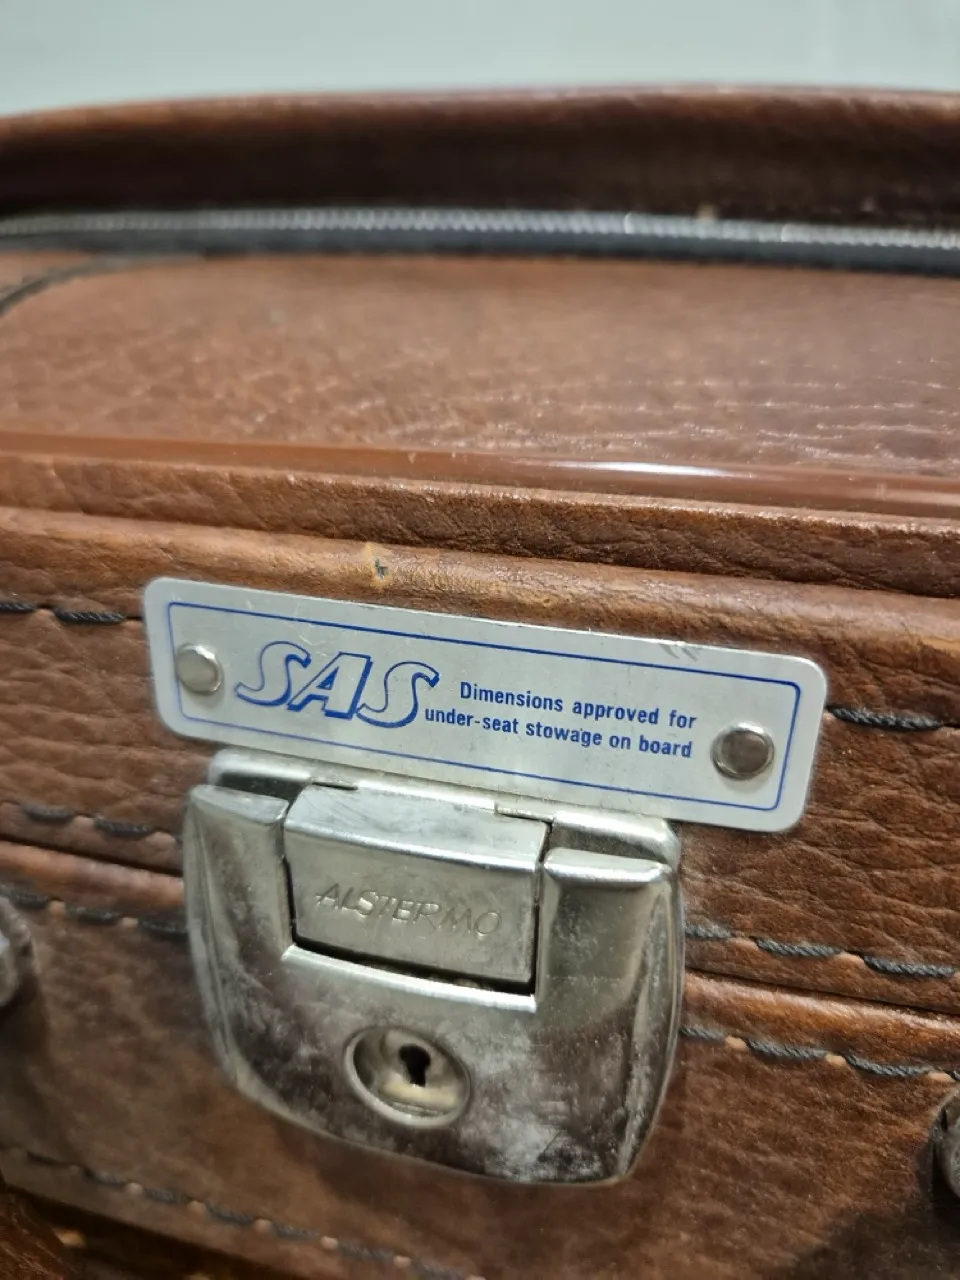 SAS
Dimensions approved for
under-seat stowage on board
ALSTERMO